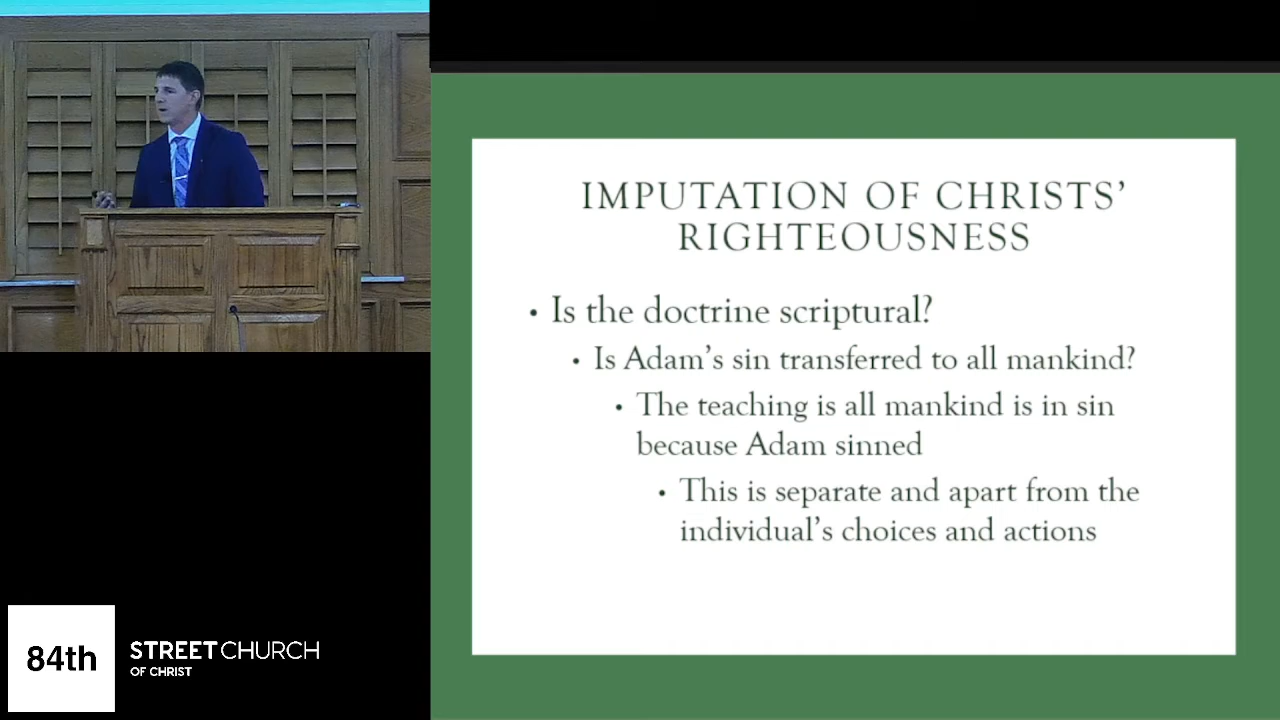 IMPUTATION OF CHRISTS’
RIGHTEOUSNESS
• Is the doctrine scriptural?
• Is Adam’s sin transferred to all mankind?
• The teaching is all mankind is in sin
because Adam sinned
• This is separate and apart from the
individual’s choices and actions
84th
STREET CHURCH
OF CHRIST